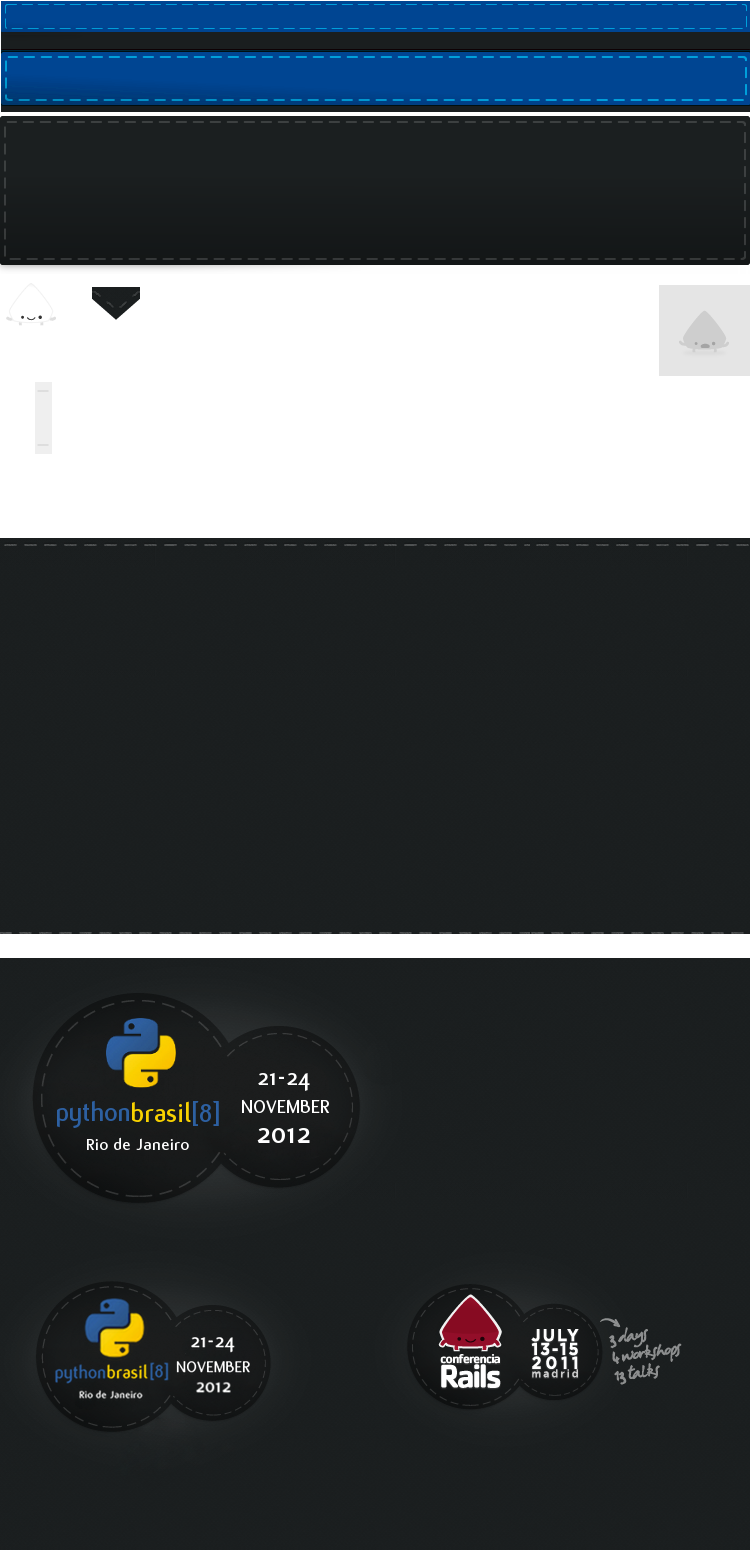 pythonbrasil[8]
Rio de Janeiro
21-24
NOVEMBER
2012
pythonbrasil[8]
Rio de Janeiro
21-24
NOVEMBER
2012
conferencia
Rails
JULY
13-15
2011
madrid
3 days
4 workshops
13 talks